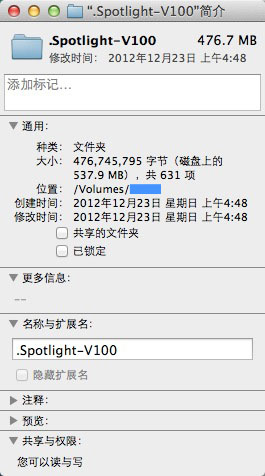 “.Spotlight-V100”简介
.Spotlight-V100 476.7 MB
修改时间： 2012年12月23日 上午4:48
添加标记…
通用：
种类： 文件夹
大小： 476,745,795 字节（磁盘上的
537.9 MB），共 631 项
位置： /Volumes/
创建时间： 2012年12月23日 星期日 上午4:48
修改时间： 2012年12月23日 星期日 上午4:48
共享的文件夹
已锁定
更多信息：
--
名称与扩展名：
.Spotlight-V100
隐藏扩展名
注释：
预览：
共享与权限：
您可以读与写